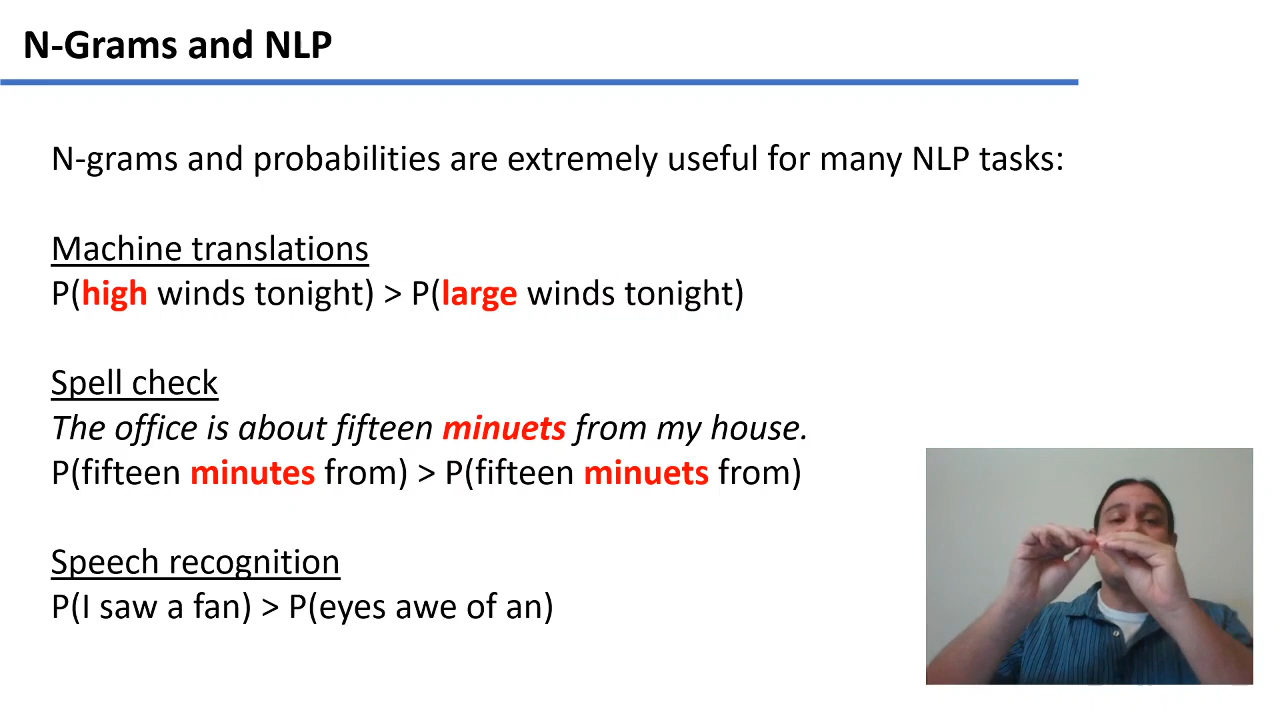 N-Grams and NLP
N-grams and probabilities are extremely useful for many NLP tasks:
Machine translations
P(high winds tonight) > P(large winds tonight)
Spell check
The office is about fifteen minuets from my house.
P(fifteen minutes from) > P(fifteen minuets from)
Speech recognition
P(I saw a fan) > P(eyes awe of an)